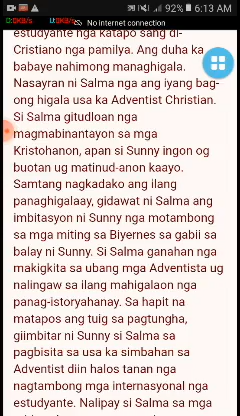 0:0KB/s U:0KB/s No internet connection 92% 6:13 AM
estudyante nga katapo sang di-
Cristiano nga pamilya. Ang duha ka
babaye nahimong managhigala.
Nasayran ni Salma nga ang iyang bag-
ong higala usa ka Adventist Christian.
Si Salma gitudloan nga
magmabinantayon sa mga
Kristohanon, apan si Sunny ingon og
buotan ug matinud-anon kaayo.
Samtang nagkadako ang ilang
panaghigalaay, gidawat ni Salma ang
imbitasyon ni Sunny nga motambong
sa mga miting sa Biyernes sa gabii sa
balay ni Sunny. Si Salma ganahan nga
makigkita sa ubang mga Adventista ug
nalingaw sa ilang mahigalaon nga
panag-istoryahanay. Sa hapit na
matapos ang tuig sa pagtungha,
giimbitar ni Sunny si Salma sa
pagbisita sa usa ka simbahan sa
Adventist diin halos tanan nga
nagtambong mga internasyonal nga
estudyante. Nalipay si Salma sa mga